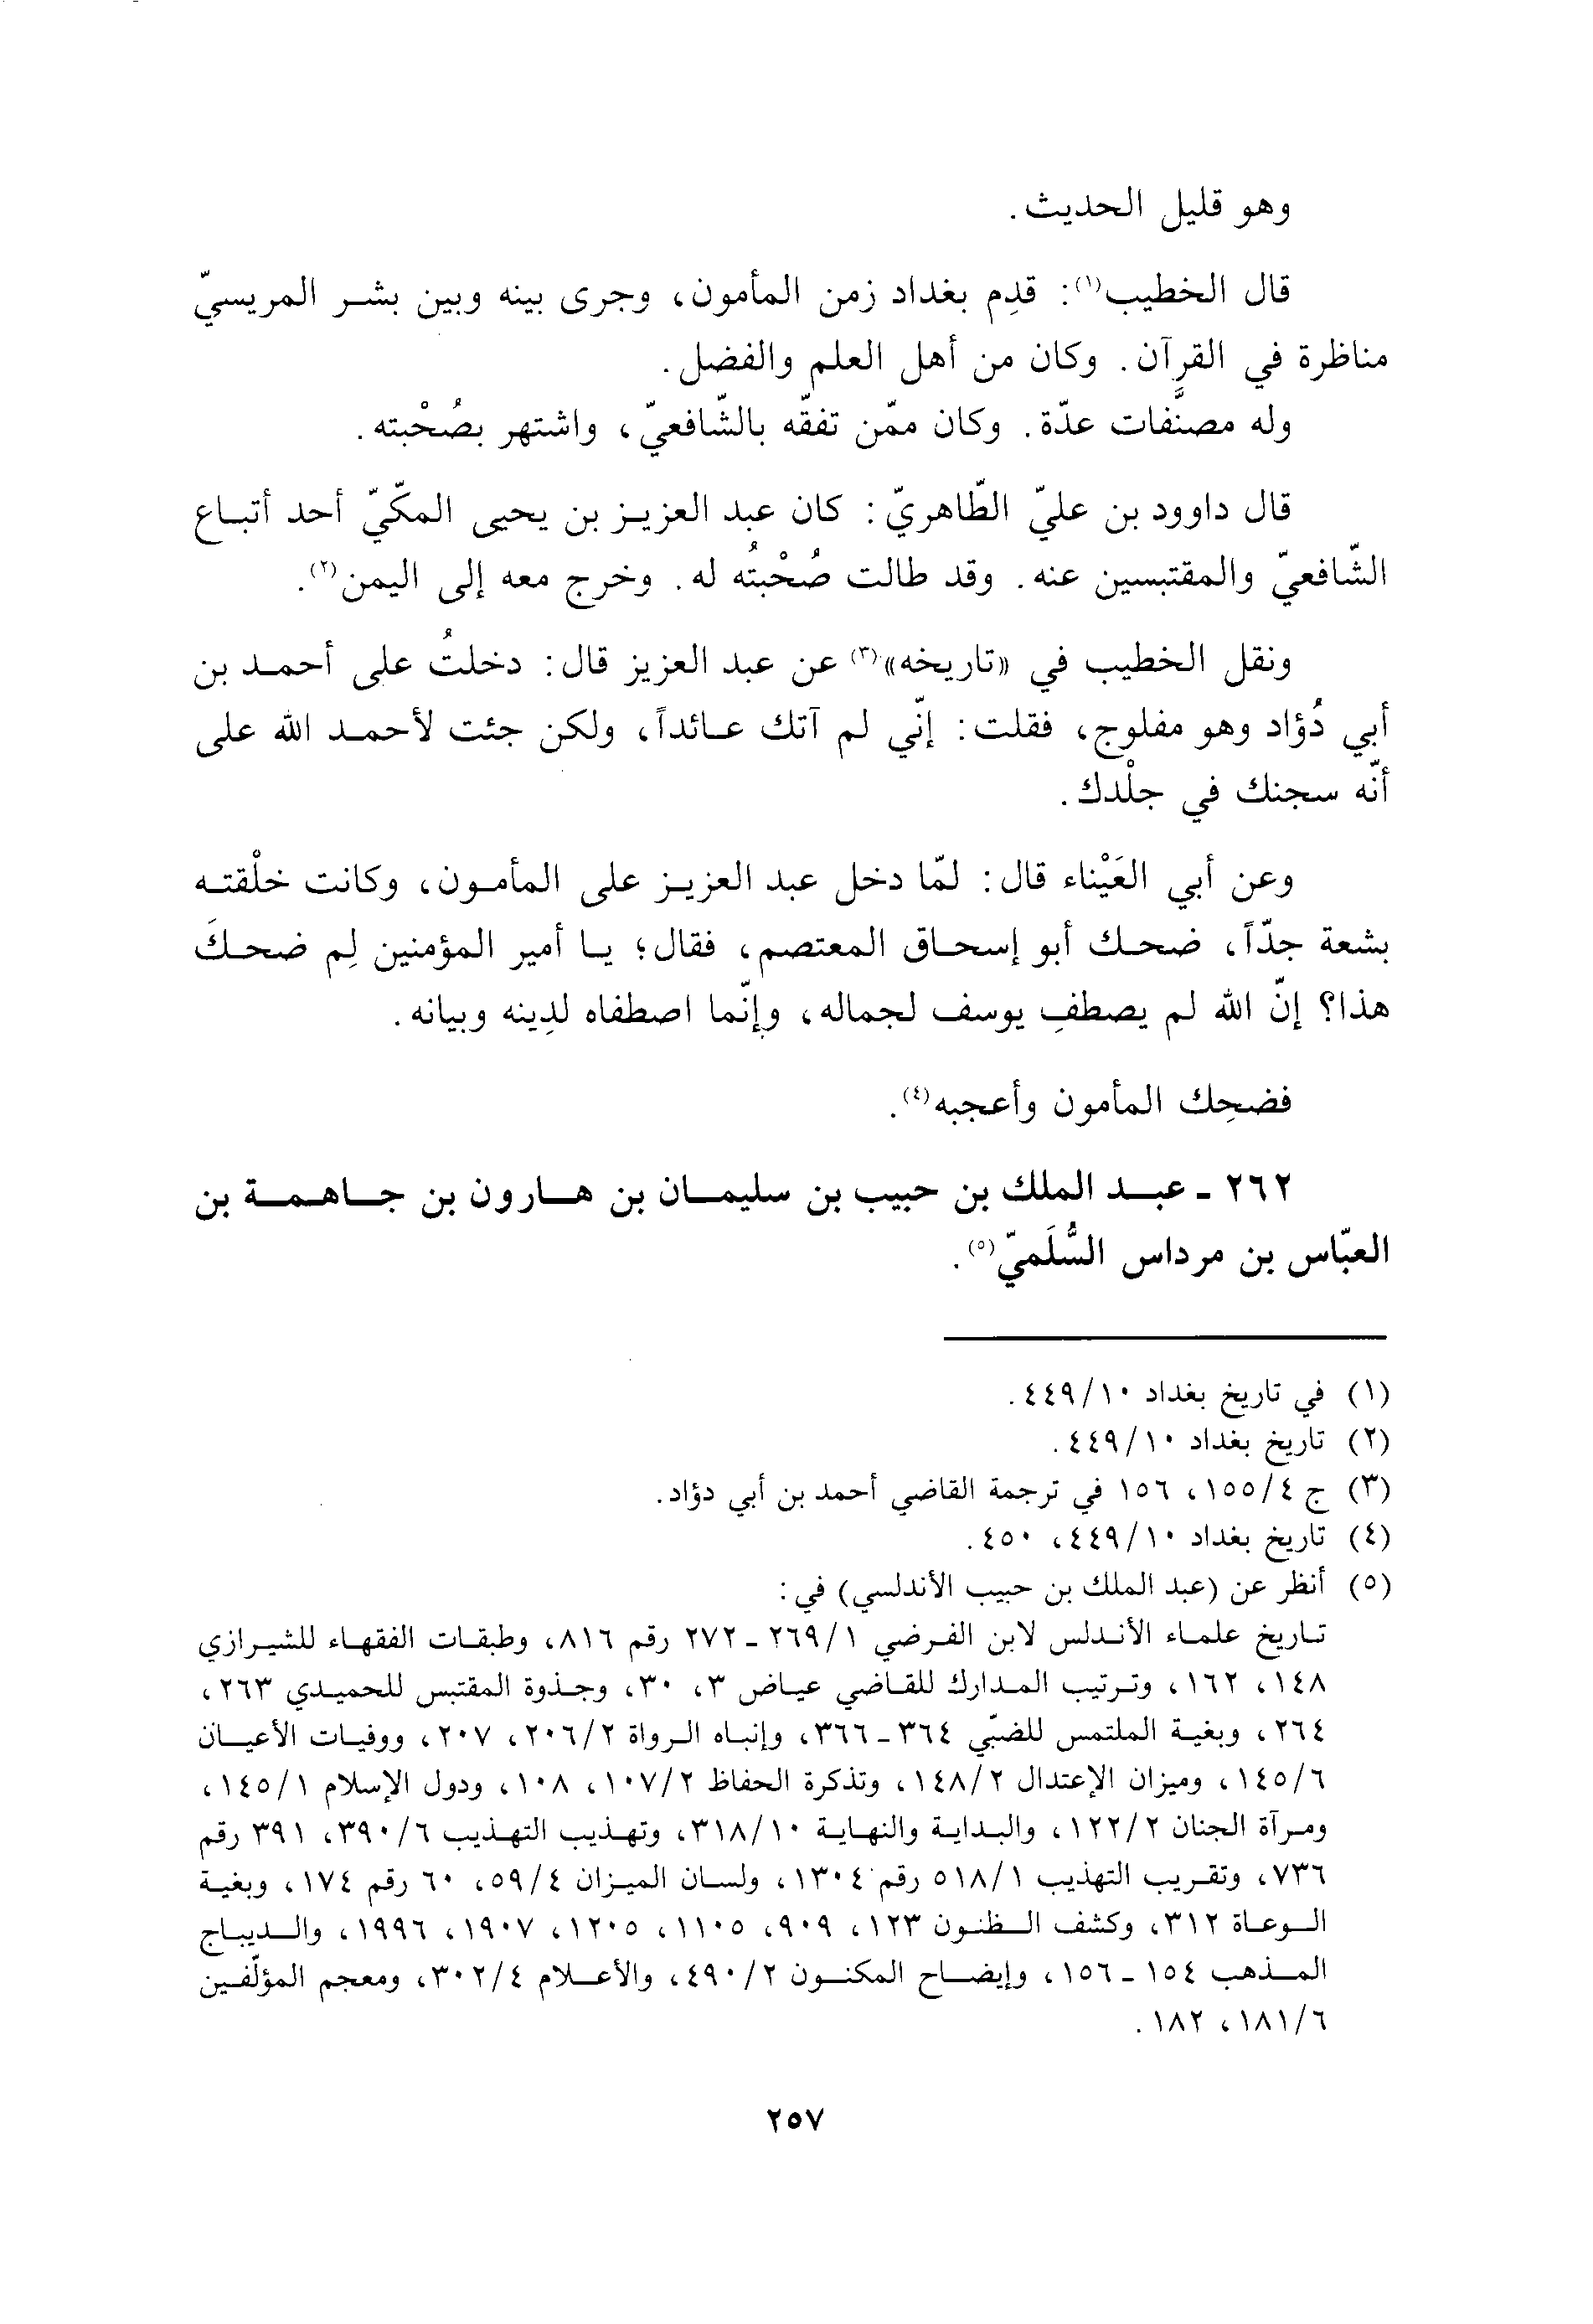 وهو قليل الحديث.
قال الخطيب(١): قدِم بغداد زمن المأمون، وجرى بينه وبين بشر المريسيّ
مناظرة في القرآن. وكان من أهل العلم والفضل.
وله مصنَّفات عدّة. وكان ممّن تفقّه بالشّافعيّ، واشتهر بصُحْبته.
قال داوود بن عليّ الطّاهريّ: كان عبد العزيز بن يحيى المكّيّ أحد أتباع
الشّافعيّ والمقتبسين عنه. وقد طالت صُحْبتُه له. وخرج معه إلى اليمن(٢).
ونقل الخطيب في «تاريخه»(٣) عن عبد العزيز قال: دخلتُ على أحمد بن
أبي دُؤاد وهو مفلوج، فقلت: إنّي لم آتك عائداً، ولكن جئت لأحمد الله على
أنّه سجنك في جلْدك.
وعن أبي العَيْناء قال: لمّا دخل عبد العزيز على المأمون، وكانت خلْقته
بشعة جدّاً، ضحك أبو إسحاق المعتصم، فقال؛ يا أمير المؤمنين لِم ضحكَ
هذا؟ إنّ الله لم يصطفِ يوسف لجماله، وإنّما اصطفاه لدِينه وبيانه.
فضحِك المأمون وأعجبه(٤).
٢٦٢ ـ عبد الملك بن حبيب بن سليمان بن هارون بن جاهمة بن
العبّاس بن مرداس السُّلَميّ(٥).
(١) في تاريخ بغداد ١٠/٤٤٩.
(٢) تاريخ بغداد ١٠/٤٤٩.
(٣) ج ٤/١٥٥، ١٥٦ في ترجمة القاضي أحمد بن أبي دؤاد.
(٤) تاريخ بغداد ١٠/٤٤٩، ٤٥٠.
(٥) أنظر عن (عبد الملك بن حبيب الأندلسي) في:
تاريخ علماء الأندلس لابن الفرضي ١/٢٦٩ ـ ٢٧٢ رقم ٨١٦، وطبقات الفقهاء للشيرازي
١٤٨، ١٦٢، وترتيب المدارك للقاضي عياض ٣، ٣٠، وجذوة المقتبس للحميدي ٢٦٣،
٢٦٤، وبغية الملتمس للضبّي ٣٦٤ ـ ٣٦٦، وإنباه الرواة ٢/٢٠٦، ٢٠٧، ووفيات الأعيان
٦/١٤٥، وميزان الإعتدال ٢/١٤٨، وتذكرة الحفاظ ٢/١٠٧، ١٠٨، ودول الإسلام ١/١٤٥،
ومرآة الجنان ٢/١٢٢، والبداية والنهاية ١٠/٣١٨، وتهذيب التهذيب ٦/٣٩٠، ٣٩١ رقم
٧٣٦، وتقريب التهذيب ١/٥١٨ رقم ١٣٠٤، ولسان الميزان ٤/٥٩، ٦٠ رقم ١٧٤، وبغية
الوعاة ٣١٢، وكشف الظنون ١٢٣، ٩٠٩، ١١٠٥، ١٢٠٥، ١٩٠٧، ١٩٩٦، والديباج
المذهب ١٥٤ ـ ١٥٦، وإيضاح المكنون ٢/٤٩٠، والأعلام ٤/٣٠٢، ومعجم المؤلّفين
٦/١٨١، ١٨٢.
٢٥٧